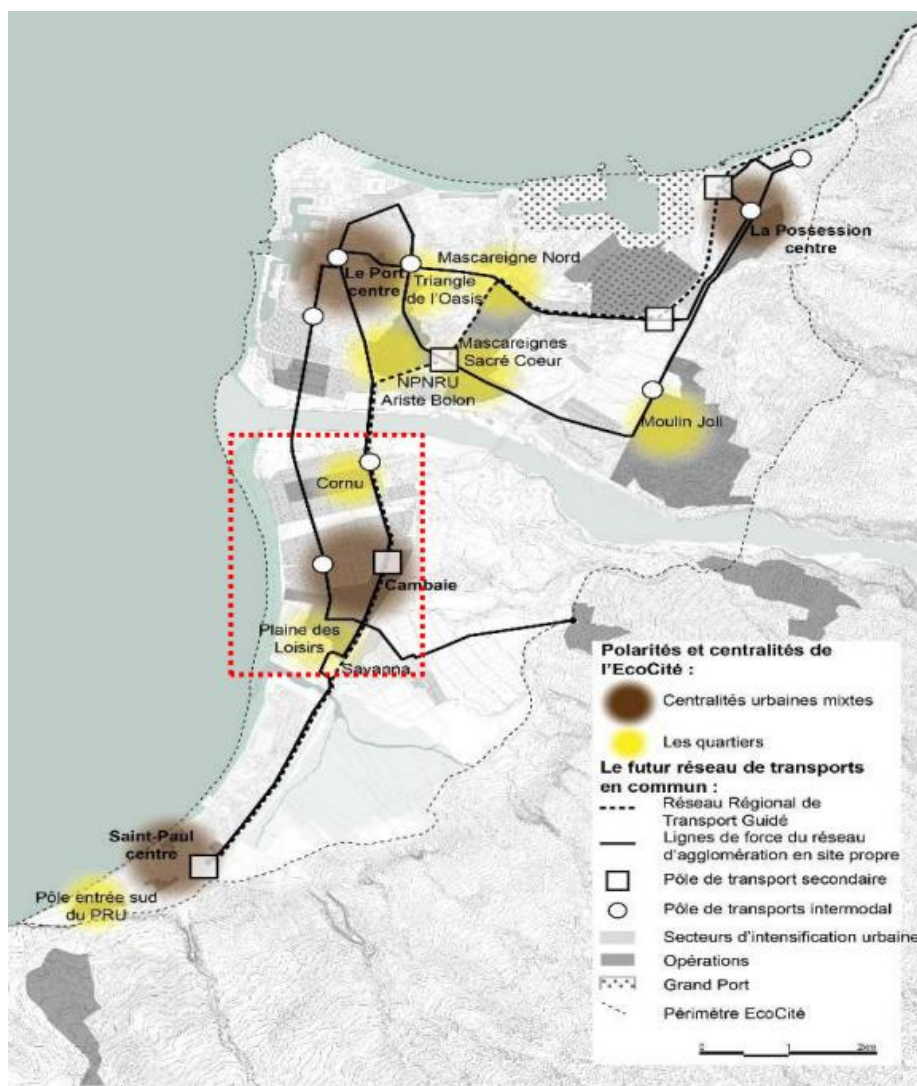 La Possession
centre
Mascareigne Nord
Le Port
centre
Triangle
de l'Oasis
Mascareignes
Sacré Coeur
NPNRU
Ariste Bolon
Moulin Joli
Cornu
Cambaie
Plaine des
Loisirs
Savanna
Saint-Paul
centre
Pôle entrée sud
du PRU
Polarités et centralités de
l'EcoCité :
Centralités urbaines mixtes
Les quartiers
Le futur réseau de transports
en commun :
Réseau Régional de
Transport Guidé
Lignes de force du réseau
d'agglomération en site propre
Pôle de transport secondaire
Pôle de transports intermodal
Secteurs d'intensification urbaine
Opérations
Grand Port
Périmètre EcoCité
0 1 2km